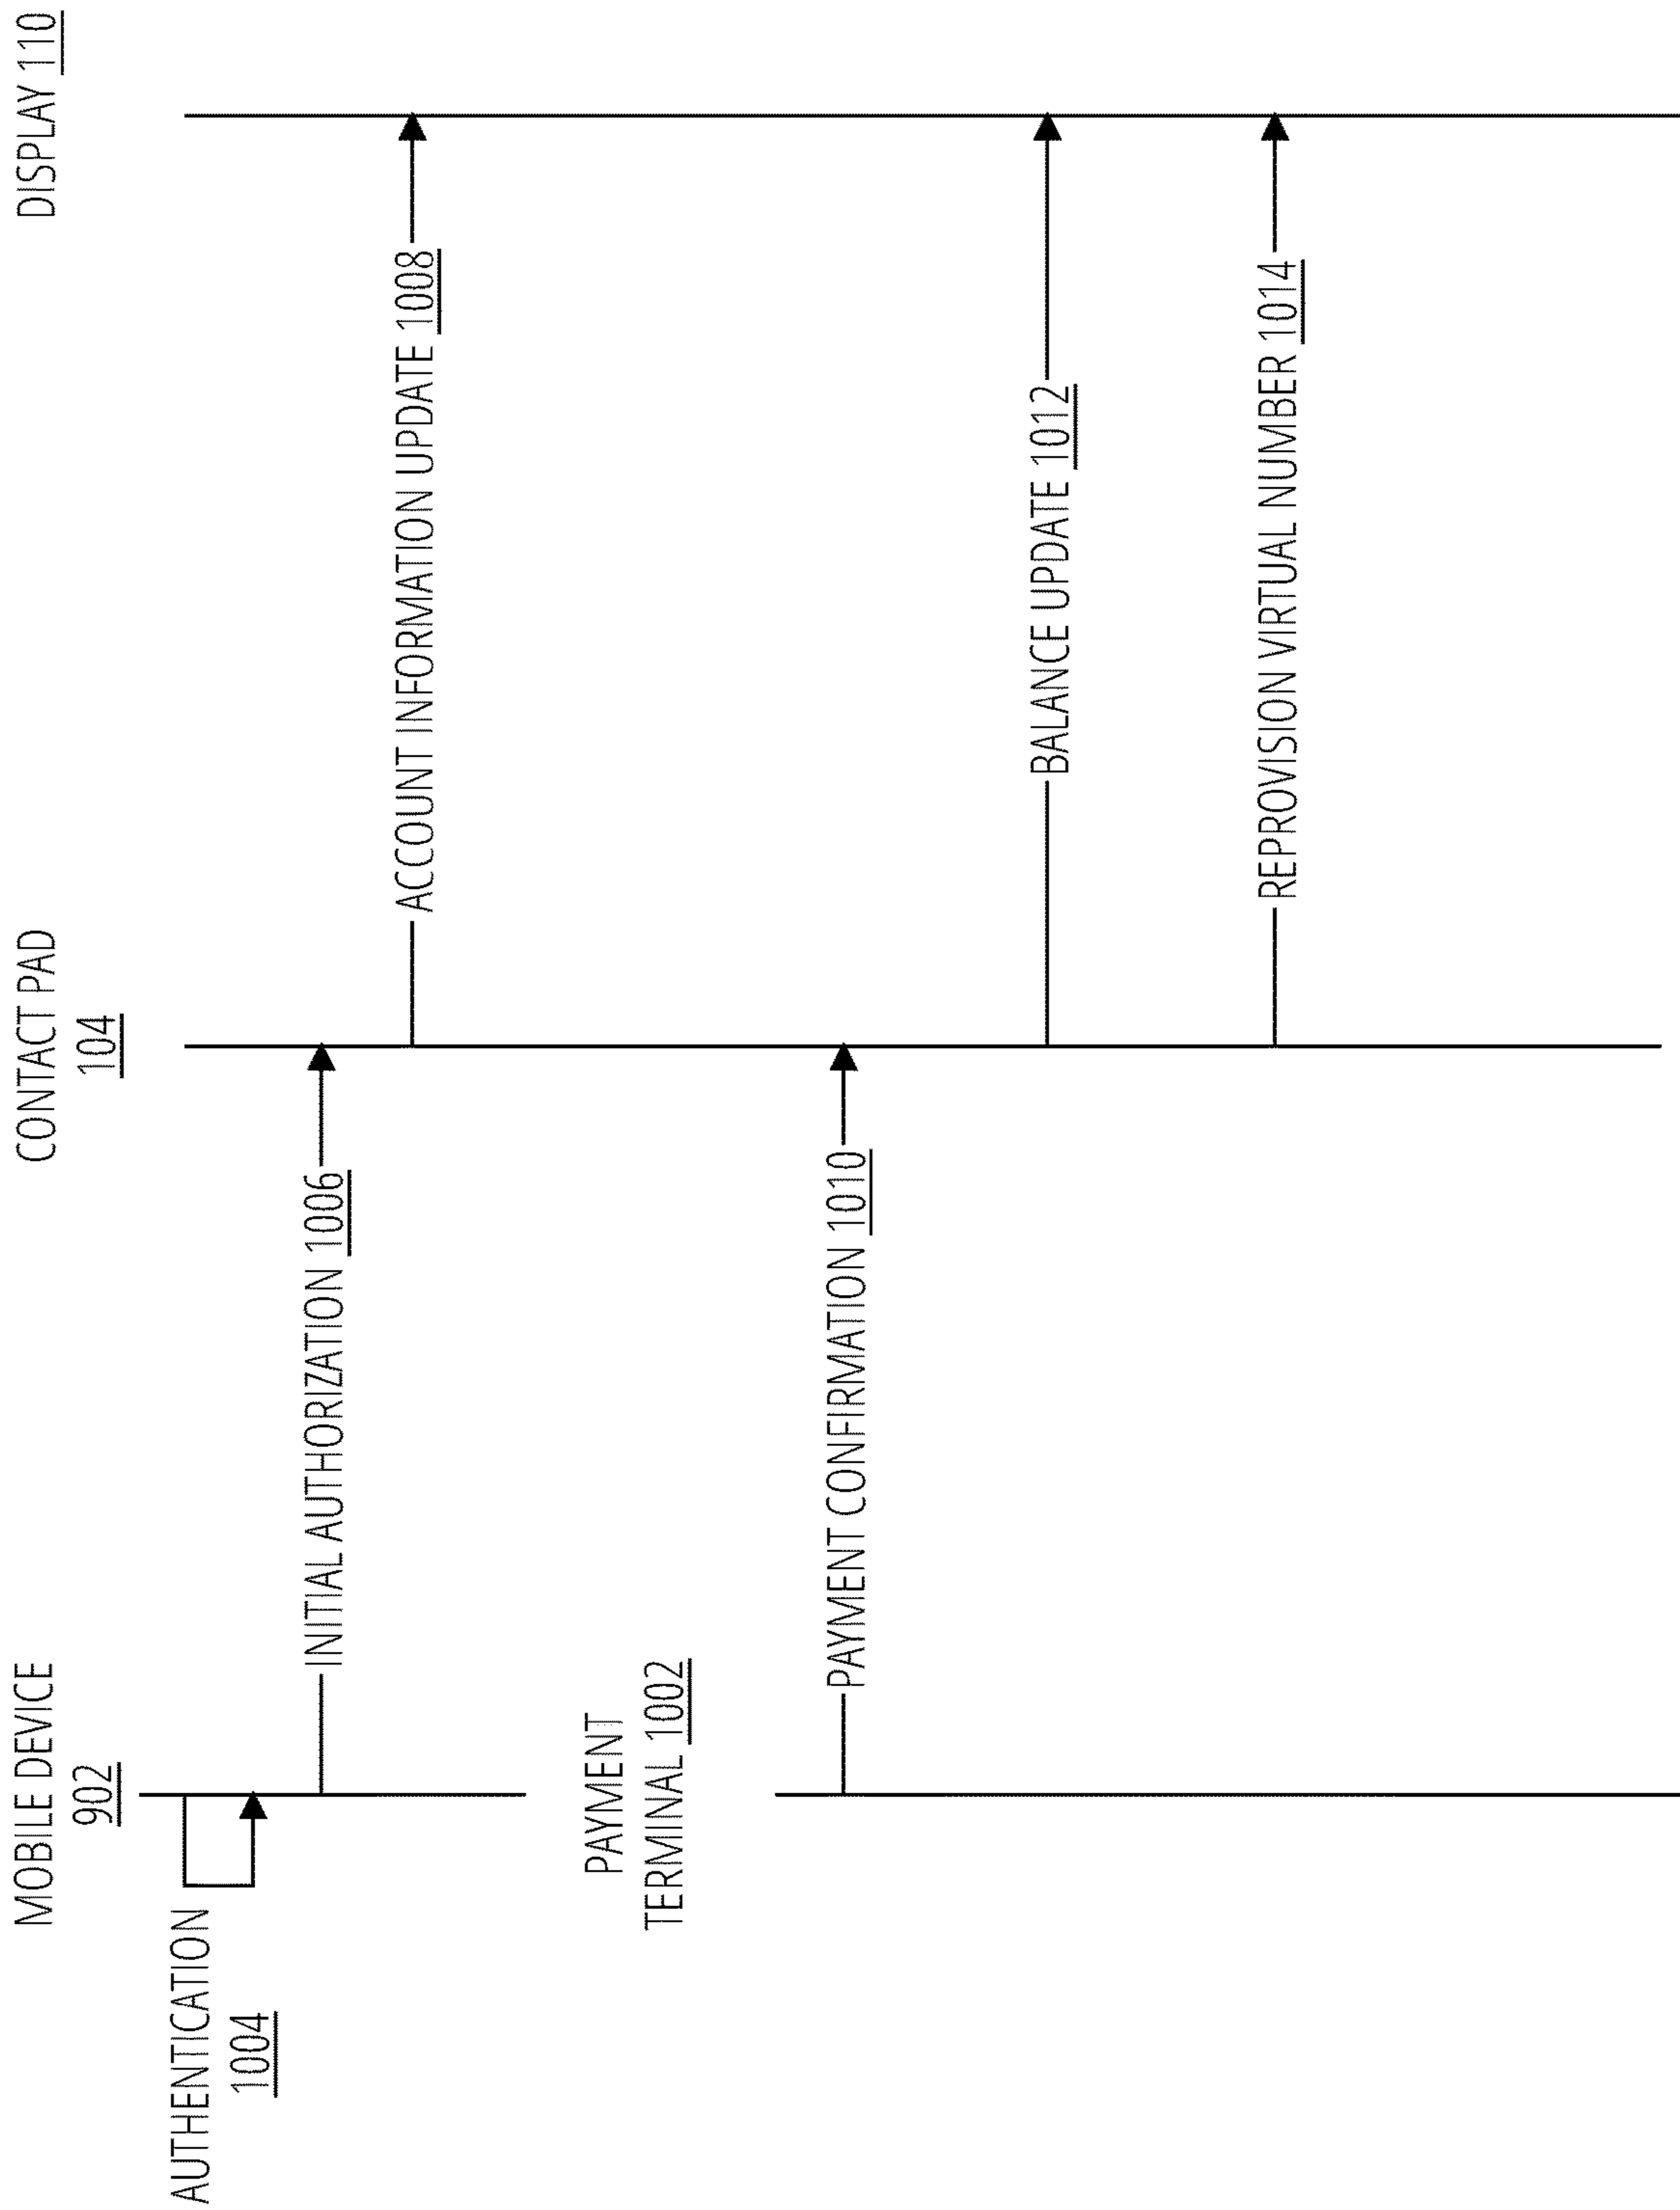 MOBILE DEVICE
902
CONTACT PAD
104
DISPLAY 110
AUTHENTICATION
1004
INITIAL AUTHORIZATION 1006
ACCOUNT INFORMATION UPDATE 1008
PAYMENT
TERMINAL 1002
PAYMENT CONFIRMATION 1010
BALANCE UPDATE 1012
REPROVISION VIRTUAL NUMBER 1014